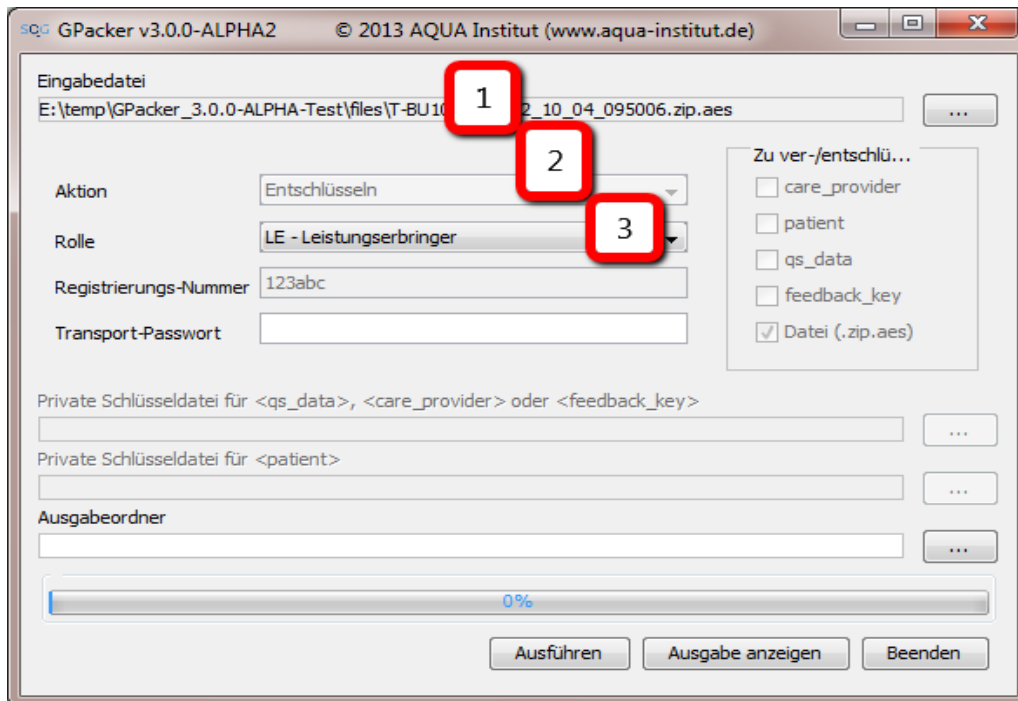 SQG GPacker v3.0.0-ALPHA2 © 2013 AQUA Institut (www.aqua-institut.de)
Eingabedatei
E:\temp\GPacker_3.0.0-ALPHA-Test\files\T-BU10 2_10_04_095006.zip.aes ...
1
2
3
Zu ver-/entschlü...
Aktion Entschlüsseln care_provider
patient
Rolle LE - Leistungserbringer
qs_data
Registrierungs-Nummer 123abc feedback_key
Transport-Passwort Datei (.zip.aes)
Private Schlüsseldatei für <qs_data>, <care_provider> oder <feedback_key>
...
Private Schlüsseldatei für <patient>
...
Ausgabeordner
...
0%
Ausführen Ausgabe anzeigen Beenden